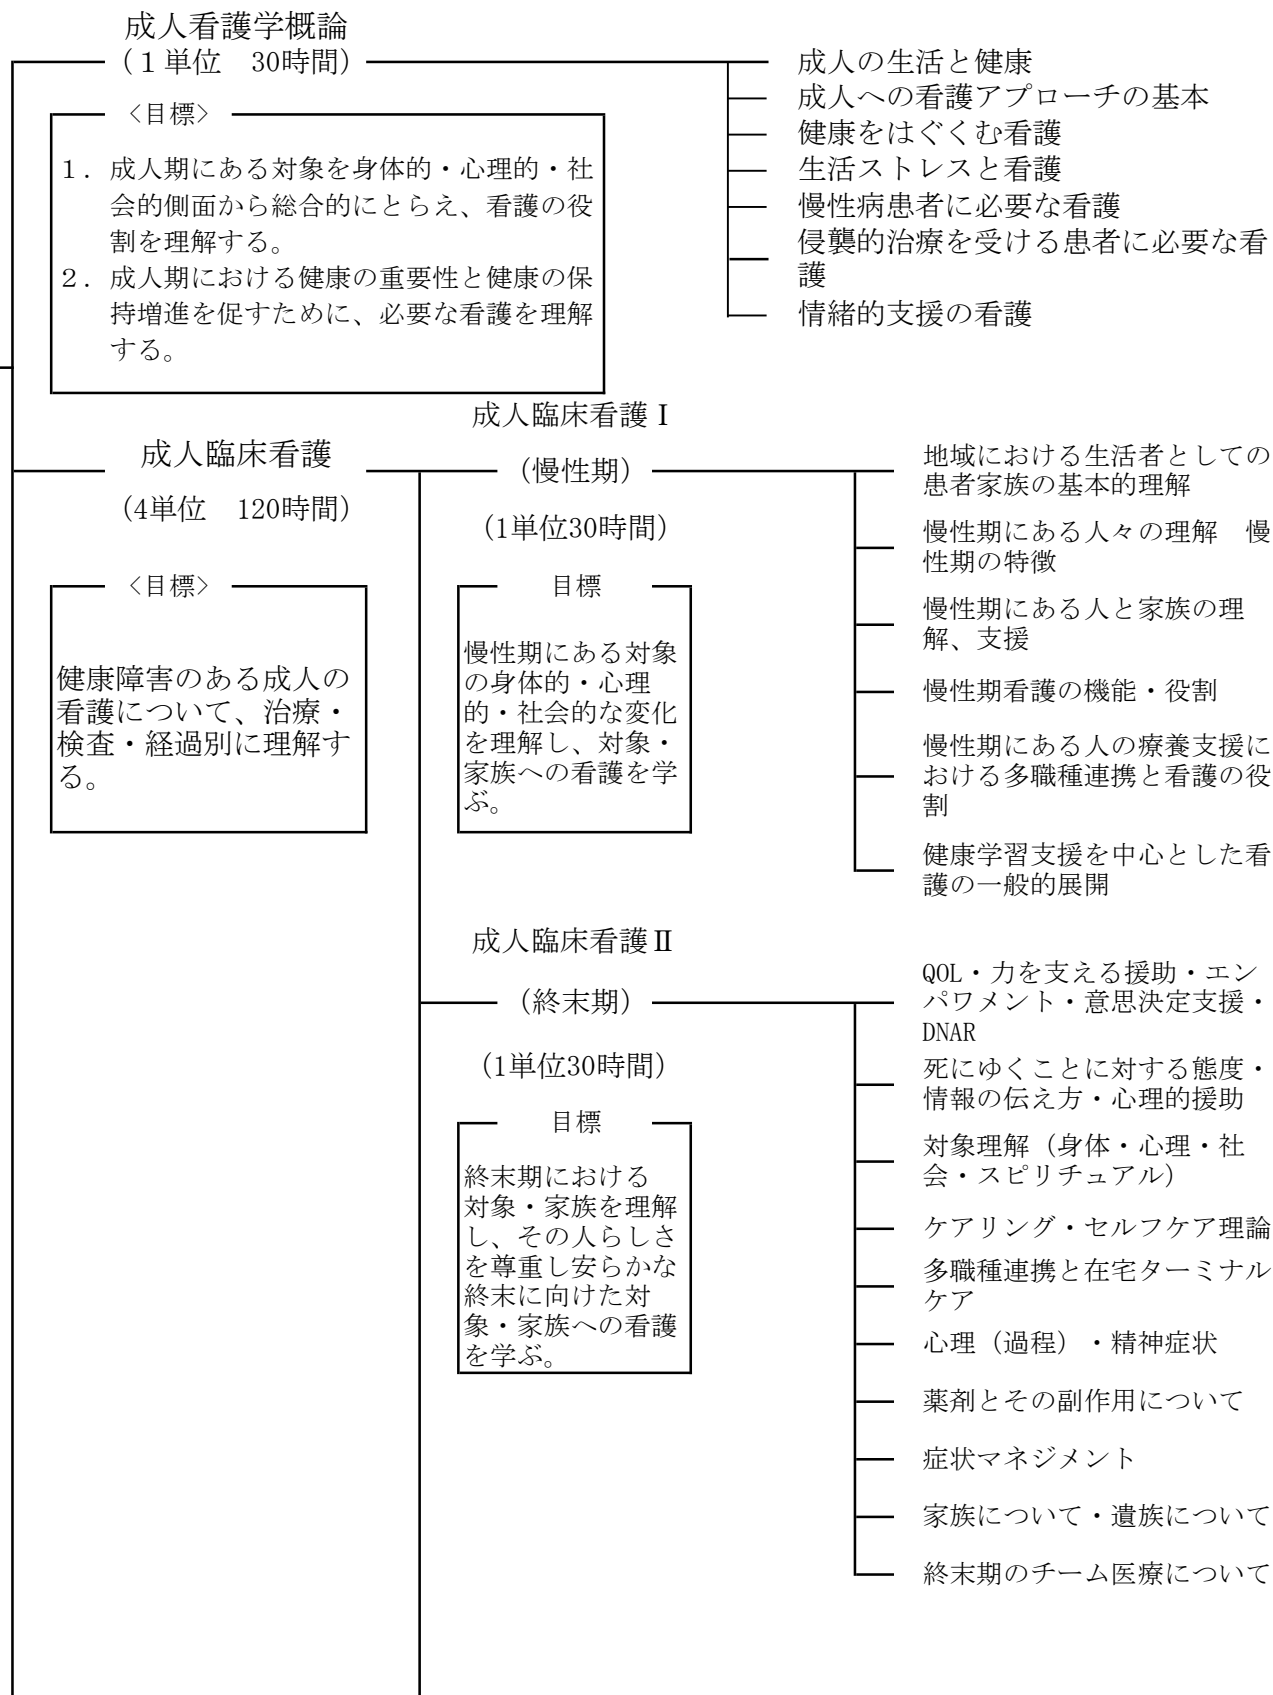 成人看護学概論
(１単位　30時間)
成人の生活と健康
成人への看護アプローチの基本
健康をはぐくむ看護
生活ストレスと看護
慢性病患者に必要な看護
侵襲的治療を受ける患者に必要な看
護
情緒的支援の看護
<目標>
１．成人期にある対象を身体的・心理的・社
会的側面から総合的にとらえ、看護の役
割を理解する。
２．成人期における健康の重要性と健康の保
持増進を促すために、必要な看護を理解
する。
成人臨床看護
(4単位　120時間)
<目標>
健康障害のある成人の
看護について、治療・
検査・経過別に理解す
る。
成人臨床看護Ⅰ
(慢性期)
(1単位30時間)
目標
慢性期にある対象
の身体的・心理
的・社会的な変化
を理解し、対象・
家族への看護を学
ぶ。
地域における生活者としての
患者家族の基本的理解
慢性期にある人々の理解　慢
性期の特徴
慢性期にある人と家族の理
解、支援
慢性期看護の機能・役割
慢性期にある人の療養支援に
おける多職種連携と看護の役
割
健康学習支援を中心とした看
護の一般的展開
成人臨床看護Ⅱ
(終末期)
(1単位30時間)
目標
終末期における
対象・家族を理解
し、その人らしさ
を尊重し安らかな
終末に向けた対
象・家族への看護
を学ぶ。
QOL・力を支える援助・エン
パワメント・意思決定支援・
DNAR
死にゆくことに対する態度・
情報の伝え方・心理的援助
対象理解（身体・心理・社
会・スピリチュアル）
ケアリング・セルフケア理論
多職種連携と在宅ターミナル
ケア
心理（過程）・精神症状
薬剤とその副作用について
症状マネジメント
家族について・遺族について
終末期のチーム医療について